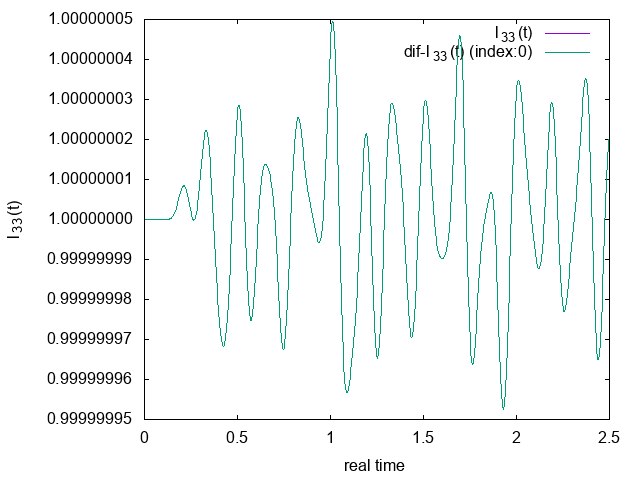 1.00000005
1.00000004
1.00000003
1.00000002
1.00000001
1.00000000
0.99999999
0.99999998
0.99999997
0.99999996
0.99999995
I33(t)
dif-I33(t) (index:0)
I33(t)
0 0.5 1 1.5 2 2.5
real time